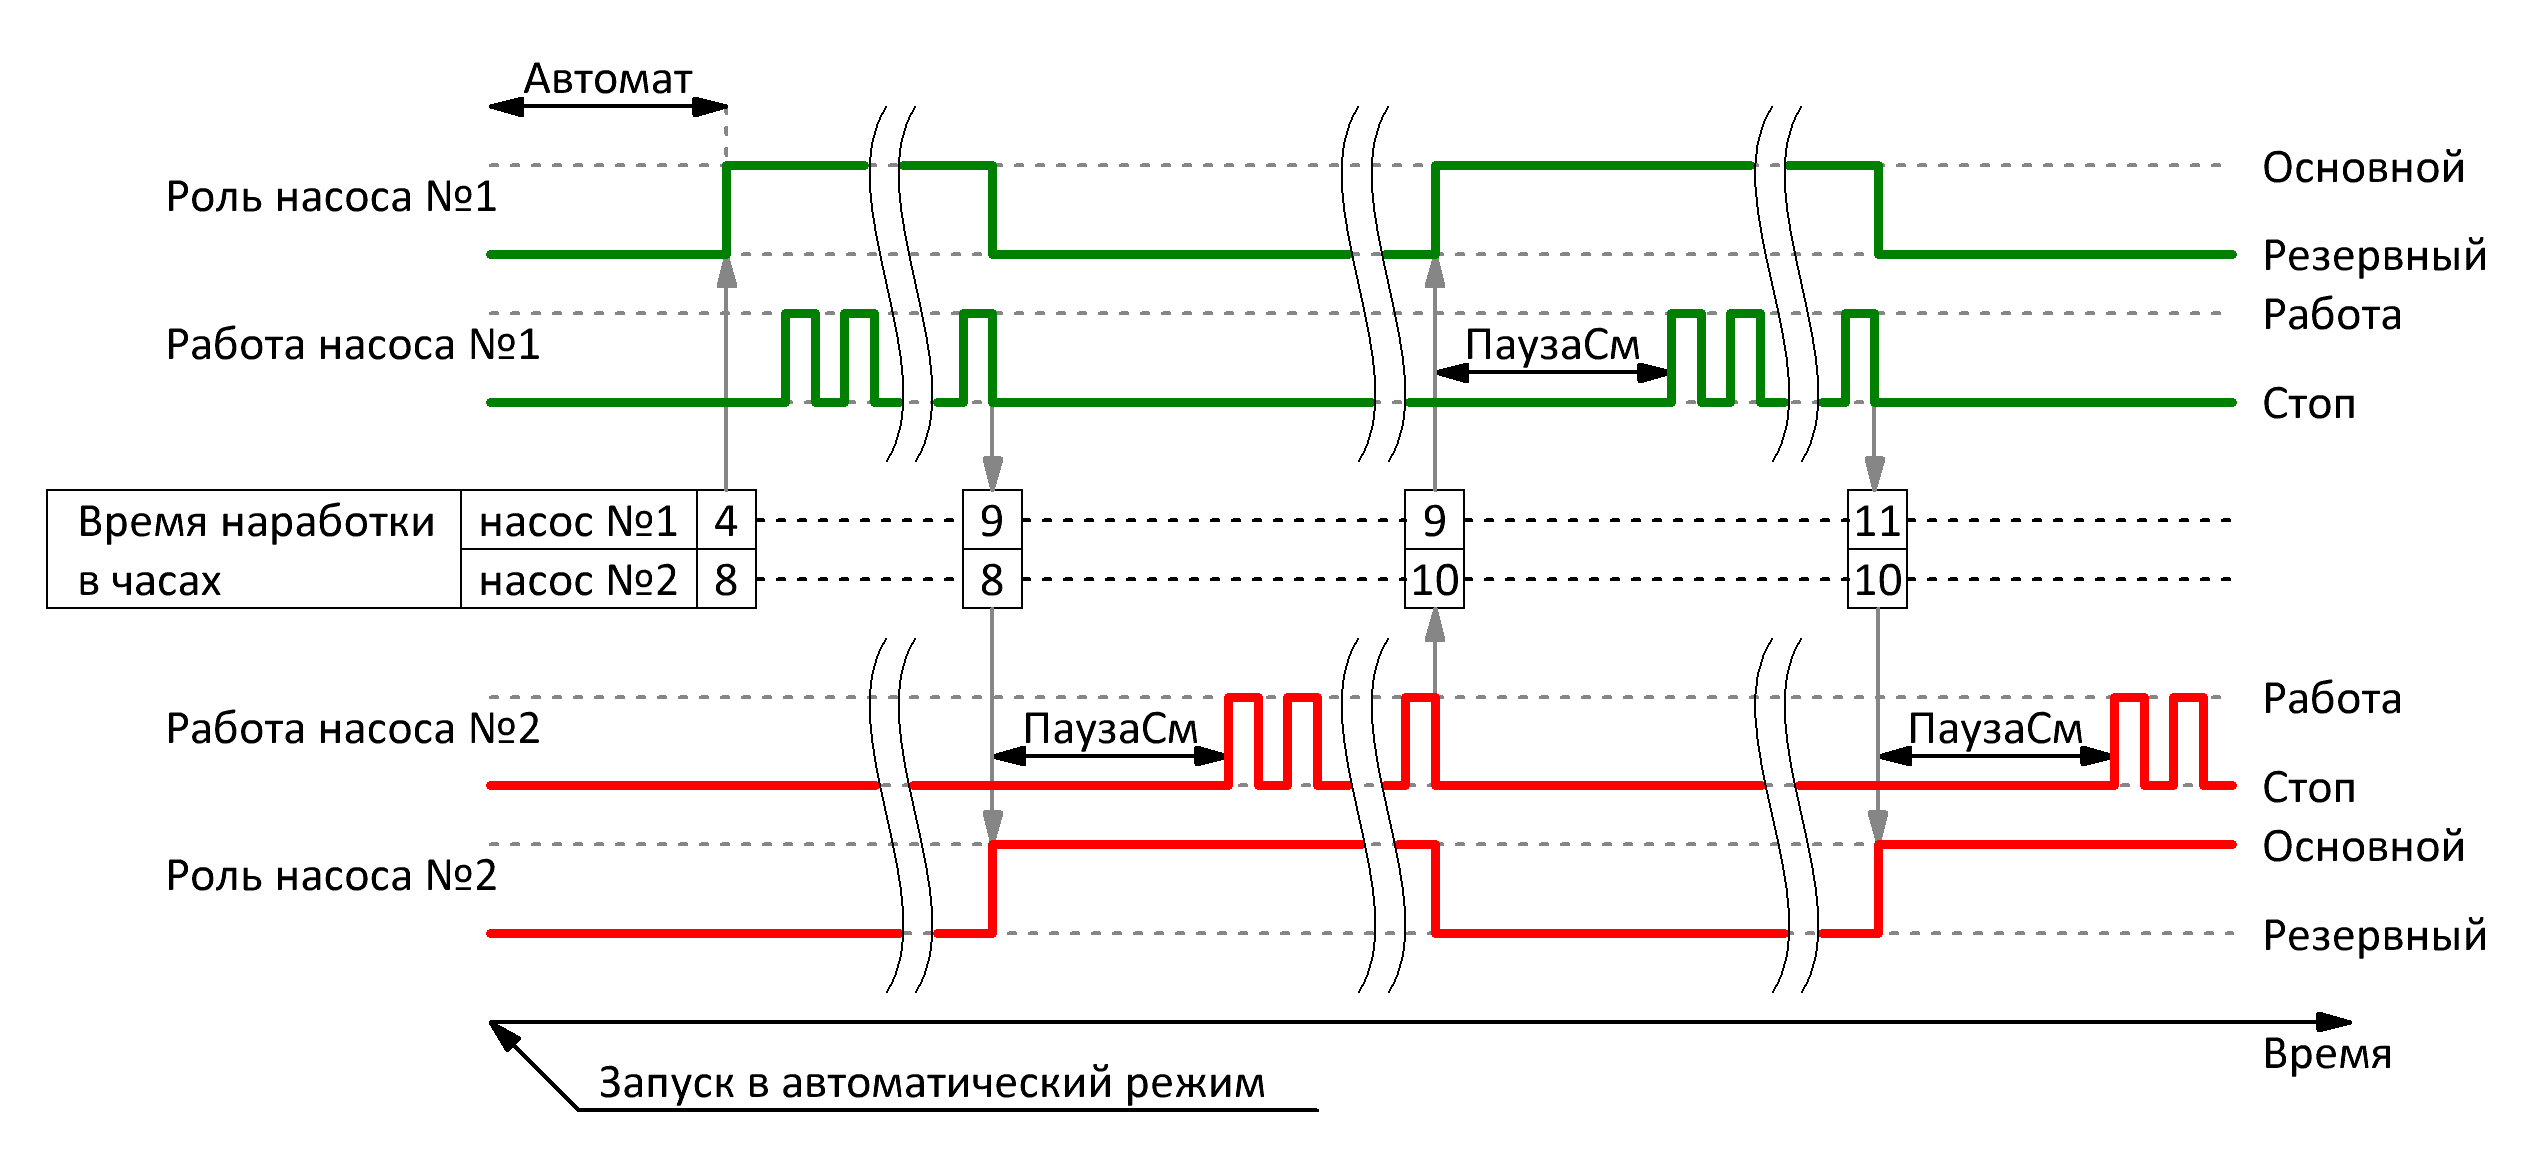 Автомат
Роль насоса №1
Основной
Резервный
Работа насоса №1
ПаузаСм
Работа
Стоп
Время наработки в часах
насос №1 4 9 9 11
насос №2 8 8 10 10
Работа насоса №2
ПаузаСм ПаузаСм
Работа
Стоп
Роль насоса №2
Основной
Резервный
Время
Запуск в автоматический режим